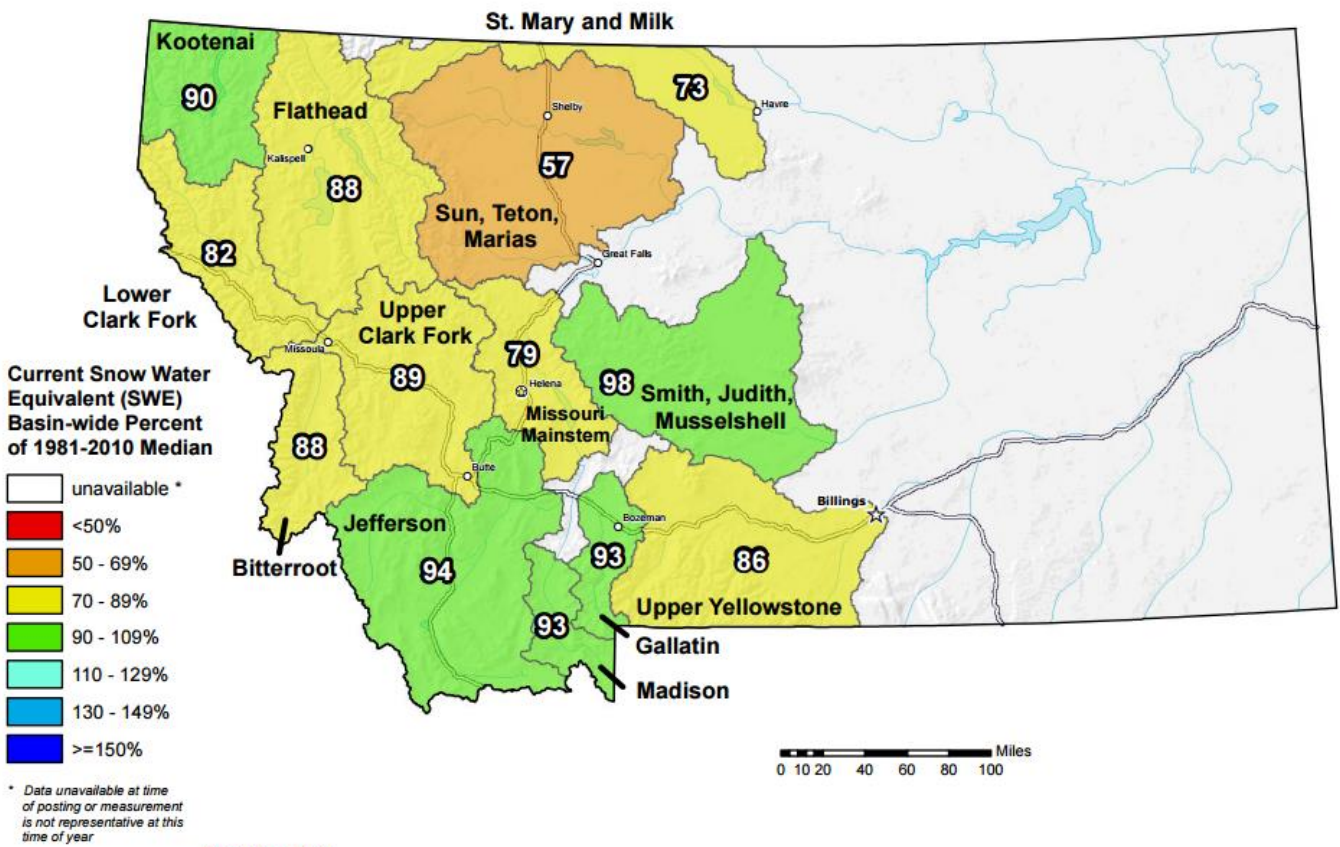 St. Mary and Milk
Kootenai
90
Flathead
Kalispell
88
73
Havre
Shelby
57
Sun, Teton,
Marias
Great Falls
82
Lower
Clark Fork
Upper
Clark Fork
Missoula
89
79
Helena
Missouri
Mainstem
98
Smith, Judith,
Musselshell
88
Bitterroot
Butte
Jefferson
94
Bozeman
93
93
Gallatin
Madison
86
Upper Yellowstone
Billings
Current Snow Water
Equivalent (SWE)
Basin-wide Percent
of 1981-2010 Median
unavailable *
<50%
50 - 69%
70 - 89%
90 - 109%
110 - 129%
130 - 149%
>=150%
* Data unavailable at time
of posting or measurement
is not representative at this
time of year
Miles
0 10 20 40 60 80 100